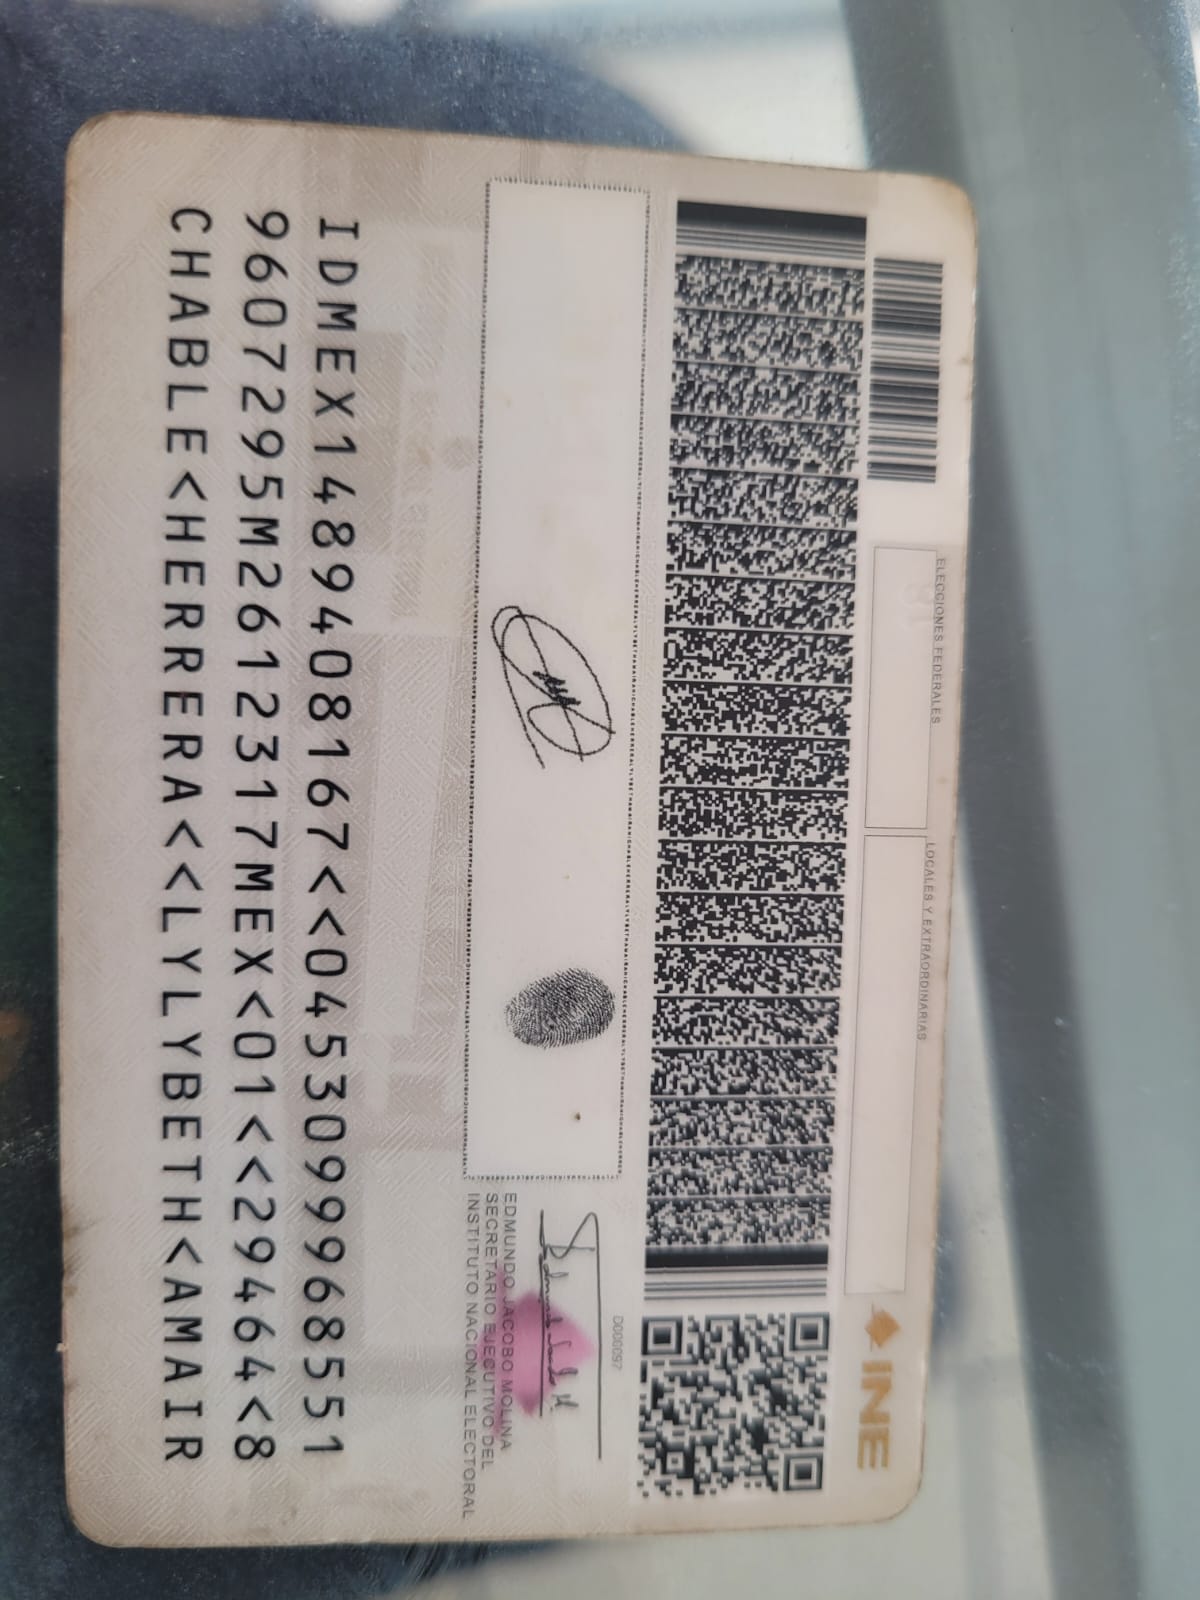 INE
ELECCIONES FEDERALES
LOCALES Y EXTRAORDINARIAS
D000097
EDMUNDO JACOBO MOLINA
SECRETARIO EJECUTIVO DEL
INSTITUTO NACIONAL ELECTORAL
IDMEX1489408167<<0453099968551
9607295M2612317MEX<01<<29464<8
CHABLE<HERRERA<<LYLYBETH<AMAIR